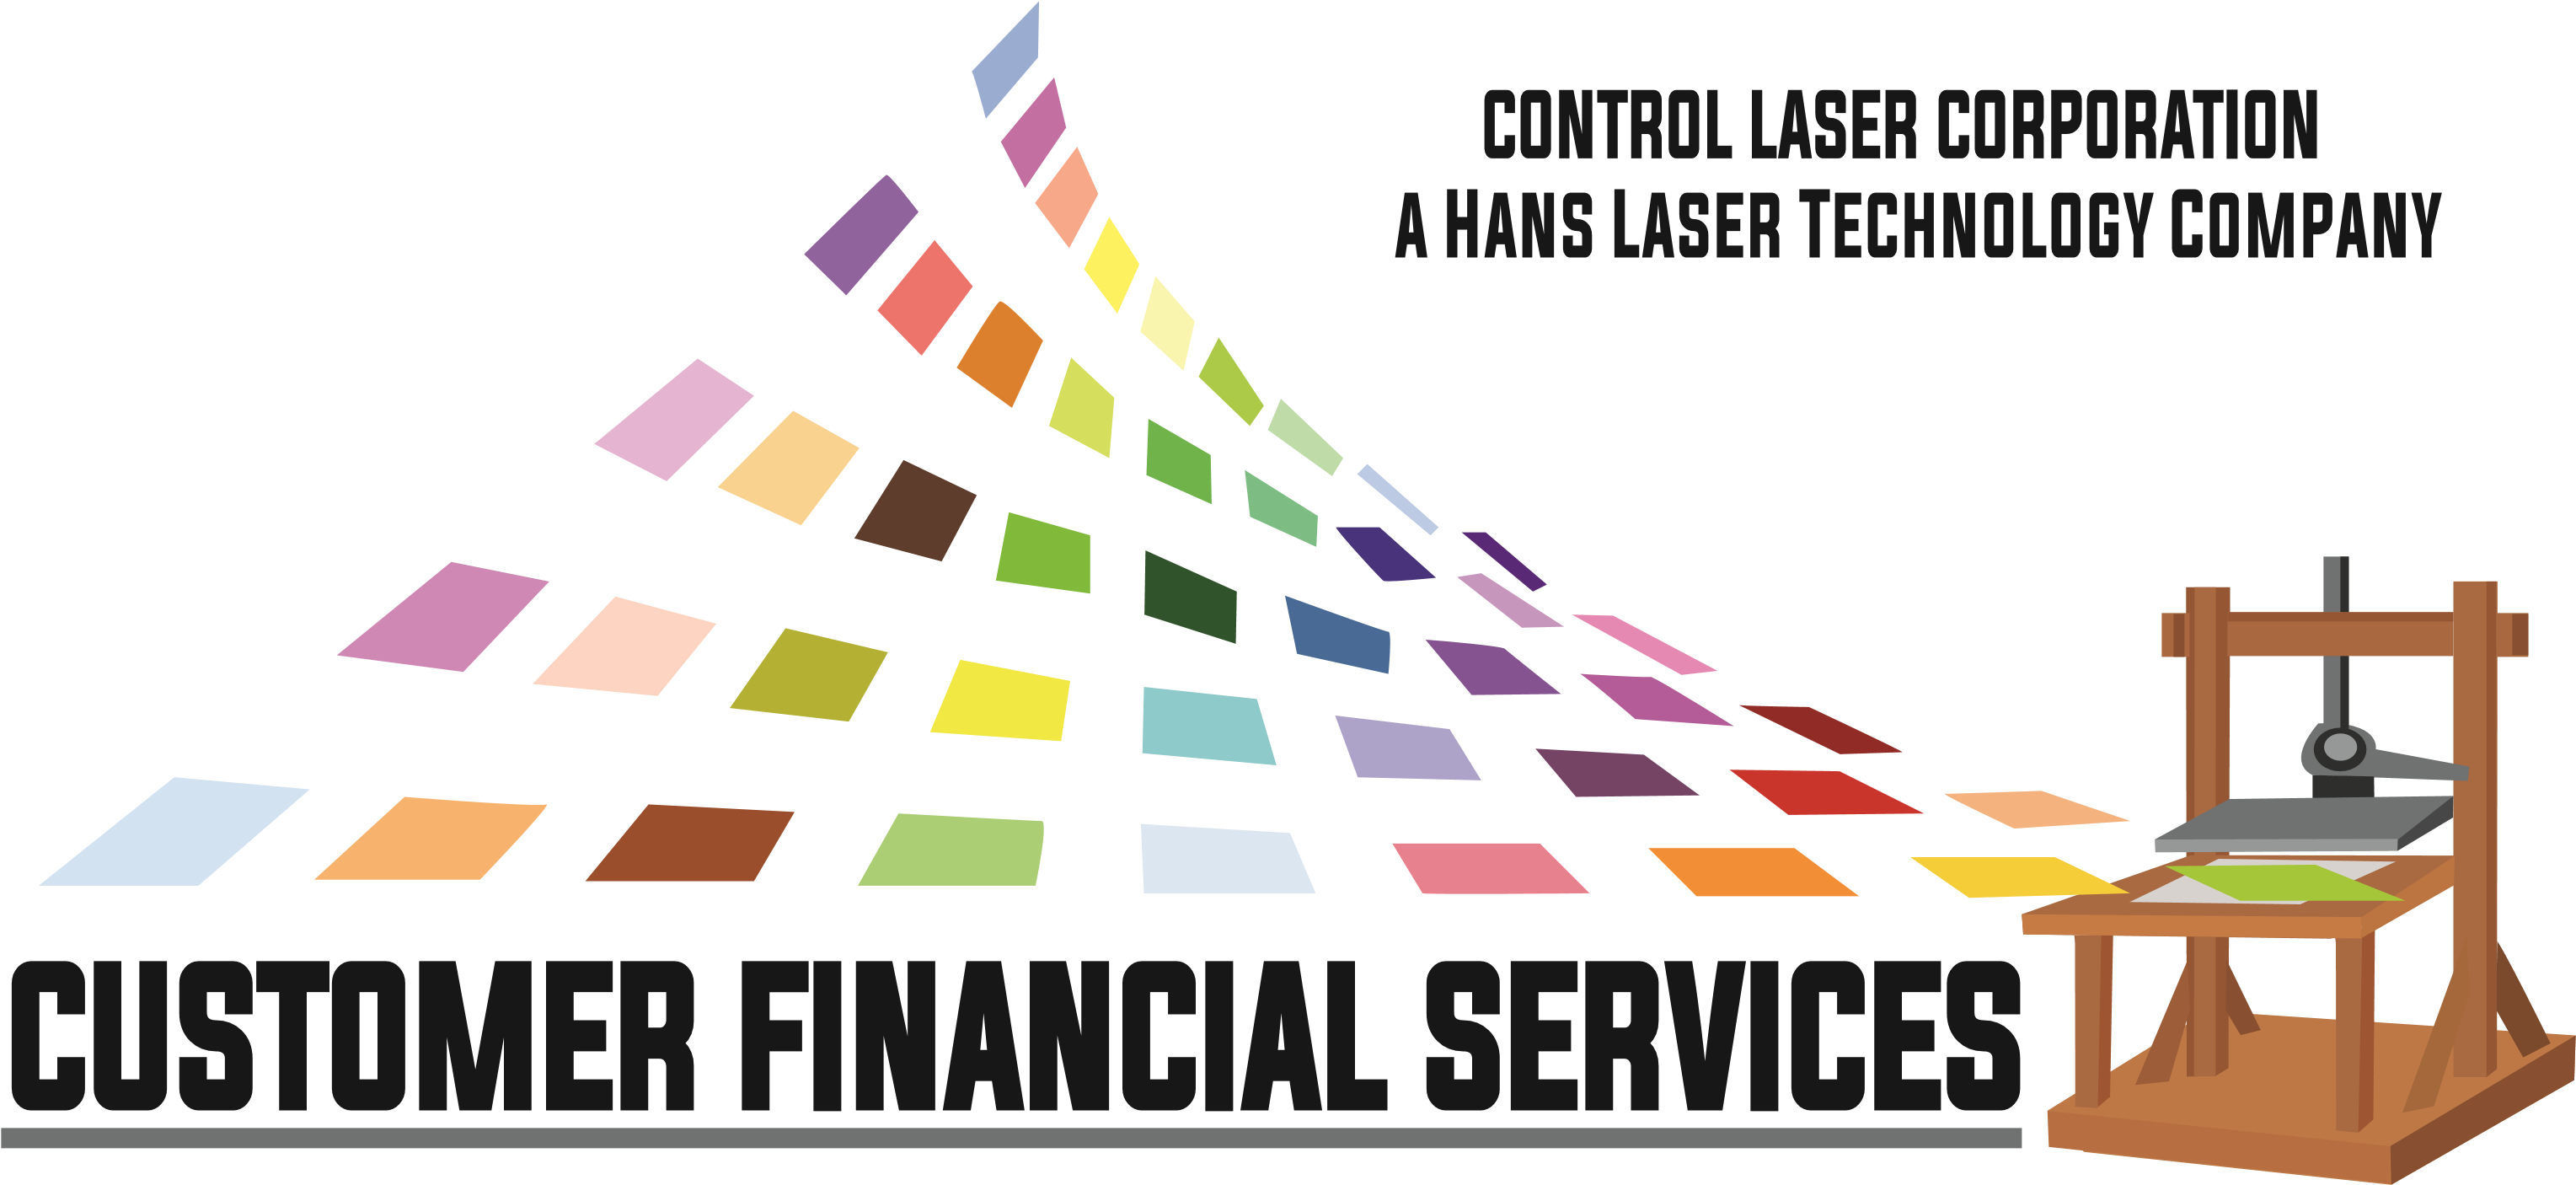 CONTROL LASER CORPORATION
A HANS LASER TECHNOLOGY COMPANY
CUSTOMER FINANCIAL SERVICES